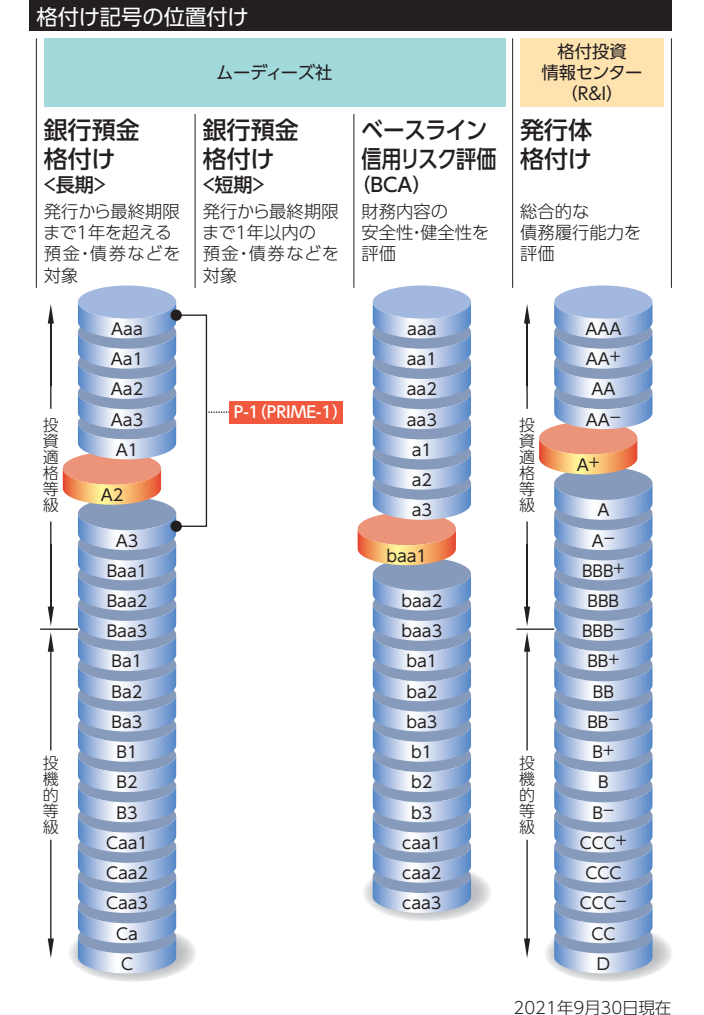 格付け記号の位置付け
ムーディーズ社
格付投資
情報センター
(R&I)
銀行預金
格付け
<長期>
発行から最終期限
まで1年を超える
預金・債券などを
対象
銀行預金
格付け
<短期>
発行から最終期限
まで1年以内の
預金・債券などを
対象
ベースライン
信用リスク評価
(BCA)
財務内容の
安全性・健全性を
評価
発行体
格付け
総合的な
債務履行能力を
評価
投資適格等級
投機的等級
Aaa
Aa1
Aa2
Aa3
A1
A2
A3
Baa1
Baa2
Baa3
Ba1
Ba2
Ba3
B1
B2
B3
Caa1
Caa2
Caa3
Ca
C
P-1(PRIME-1)
aaa
aa1
aa2
aa3
a1
a2
a3
baa1
baa2
baa3
ba1
ba2
ba3
b1
b2
b3
caa1
caa2
caa3
投資適格等級
投機的等級
AAA
AA+
AA
AA−
A+
A
A−
BBB+
BBB
BBB−
BB+
BB
BB−
B+
B
B−
CCC+
CCC
CCC−
CC
D
2021年9月30日現在